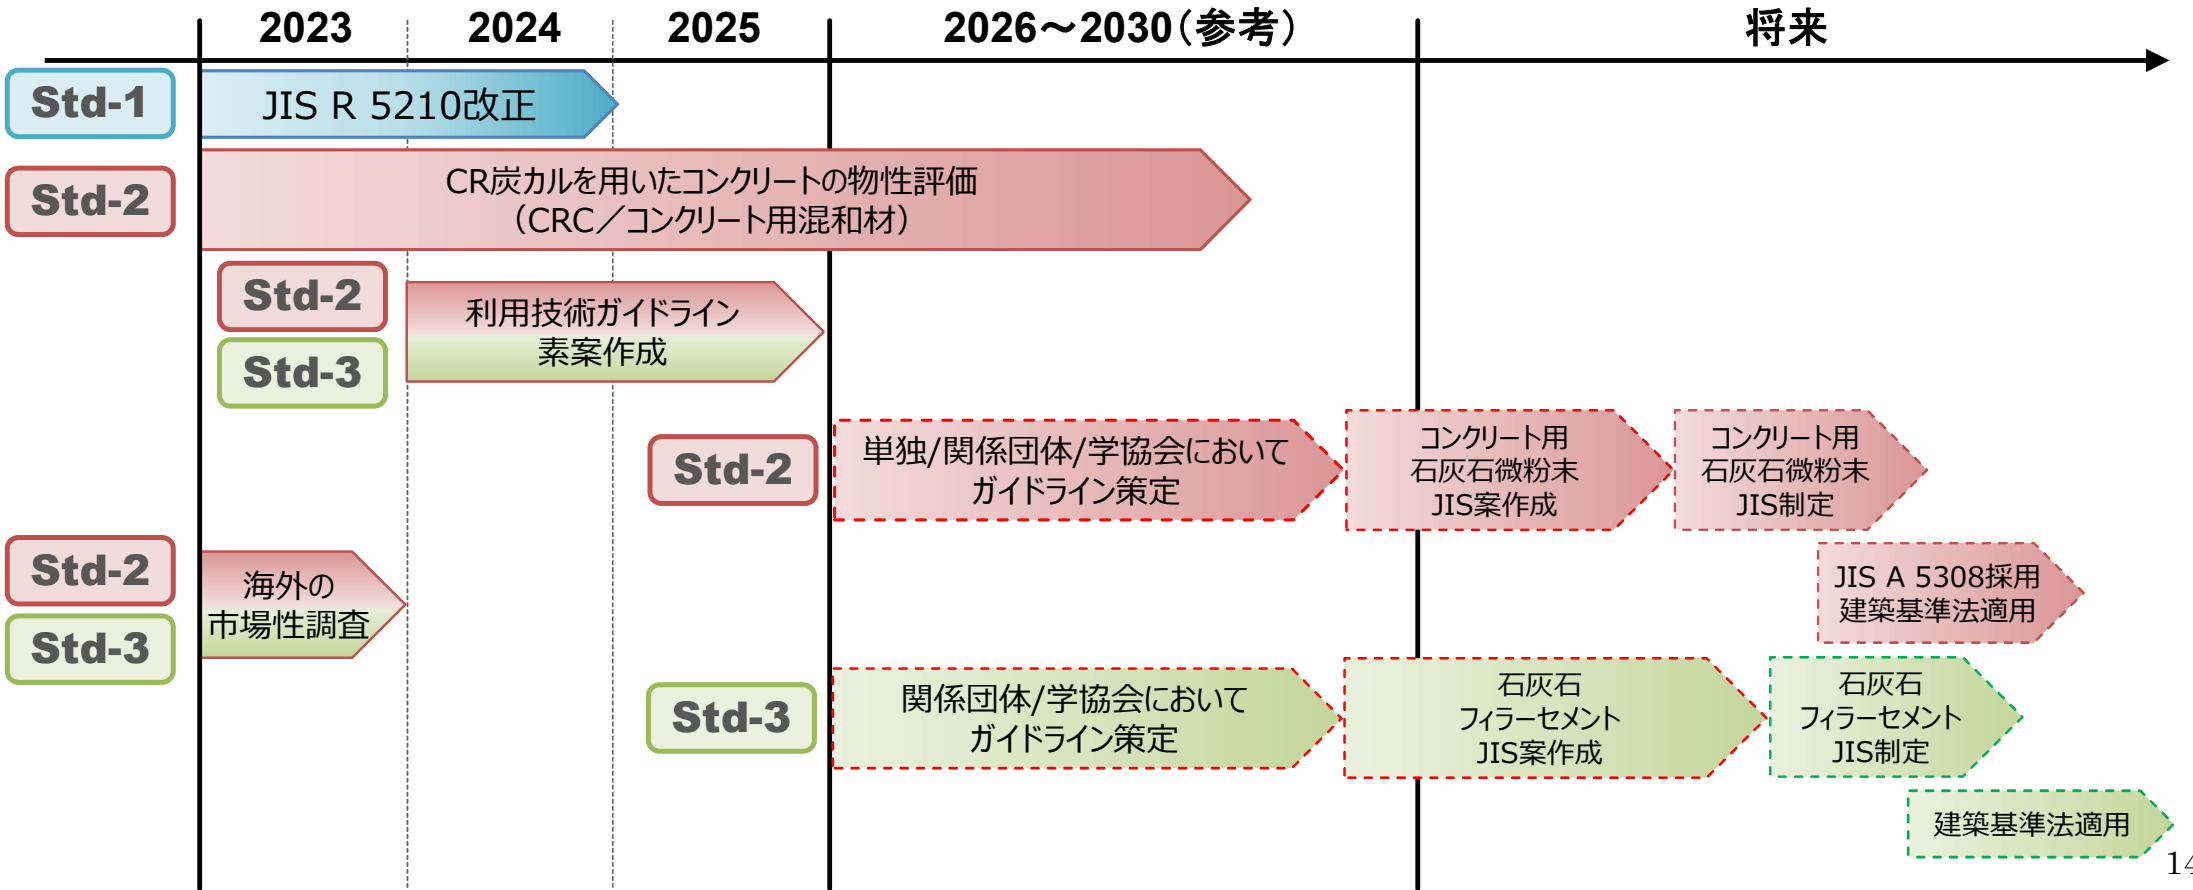 2023
2024
2025
2026～2030（参考）
将来
Std-1
JIS R 5210改正
Std-2
CR炭カルを用いたコンクリートの物性評価
（CRC／コンクリート用混和材）
Std-2
Std-3
利用技術ガイドライン
素案作成
Std-2
単独/関係団体/学協会において
ガイドライン策定
コンクリート用
石灰石微粉末
JIS案作成
コンクリート用
石灰石微粉末
JIS制定
JIS A 5308採用
建築基準法適用
Std-2
Std-3
海外の
市場性調査
Std-3
関係団体/学協会において
ガイドライン策定
石灰石
フィラーセメント
JIS案作成
石灰石
フィラーセメント
JIS制定
建築基準法適用
14